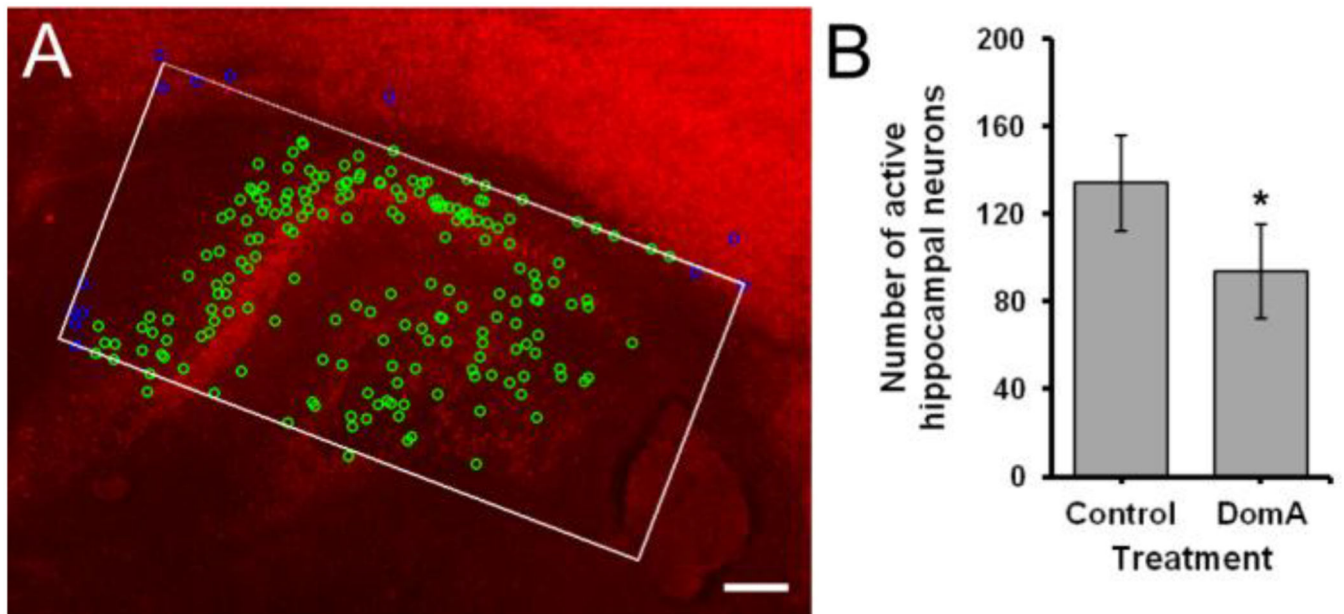 A
B
Number of active
hippocampal neurons
200
160
120
80
40
0
*
Control DomA
Treatment